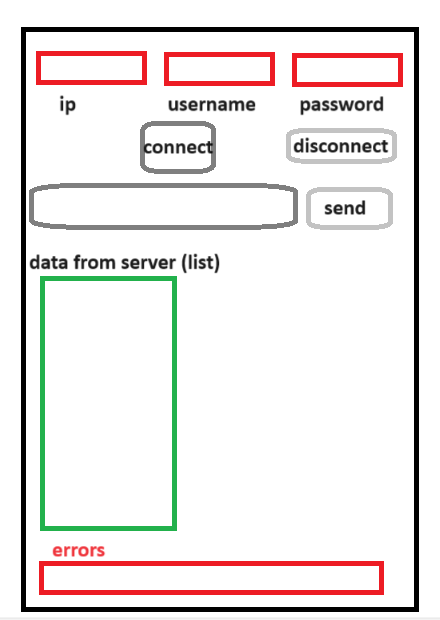 ip username password
connect disconnect
send
data from server (list)
errors